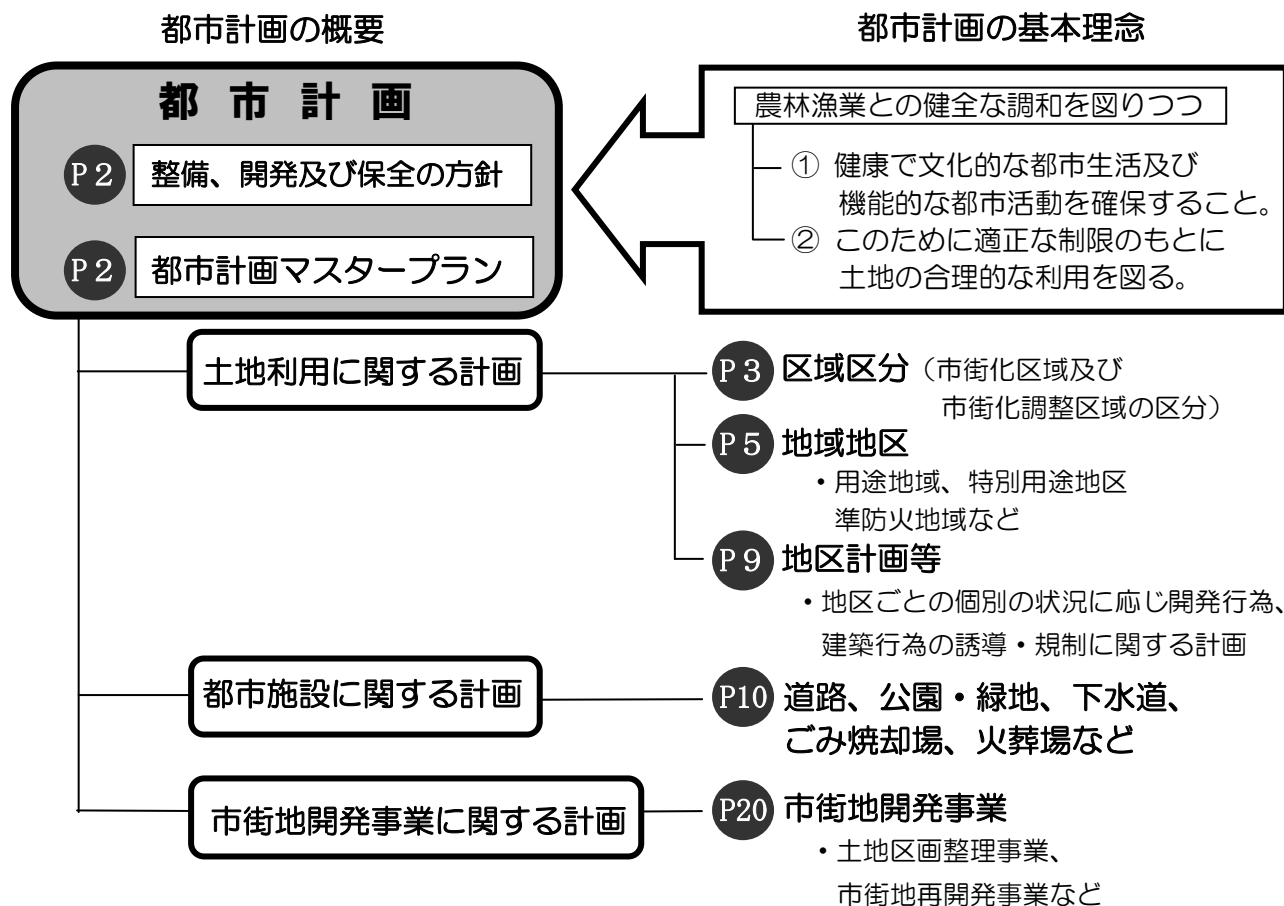 都市計画の概要
都市計画の基本理念
都市計画
P2 整備、開発及び保全の方針
P2 都市計画マスタープラン
農林漁業との健全な調和を図りつつ
① 健康で文化的な都市生活及び
機能的な都市活動を確保すること。
② このために適正な制限のもとに
土地の合理的な利用を図る。
土地利用に関する計画
P3 区域区分（市街化区域及び
市街化調整区域の区分）
P5 地域地区
・用途地域、特別用途地区
準防火地域など
P9 地区計画等
・地区ごとの個別の状況に応じ開発行為、
建築行為の誘導・規制に関する計画
都市施設に関する計画
P10 道路、公園・緑地、下水道、
ごみ焼却場、火葬場など
市街地開発事業に関する計画
P20 市街地開発事業
・土地区画整理事業、
市街地再開発事業など